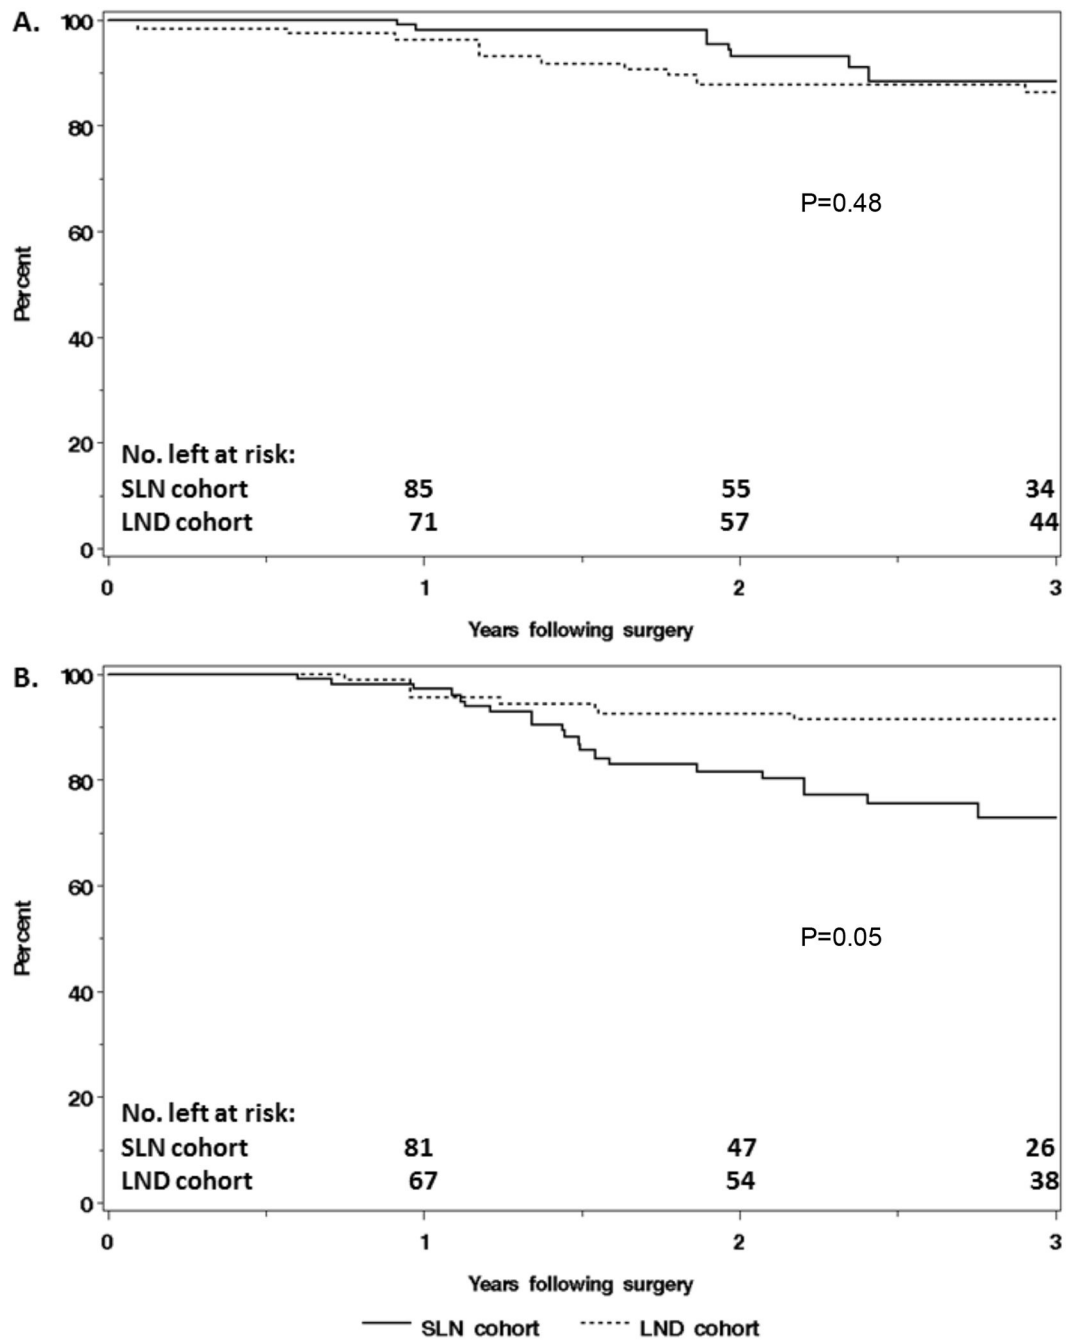 A.
100
80
60
40
20
0
Percent
P=0.48
No. left at risk:
SLN cohort 85 55 34
LND cohort 71 57 44
0 1 2 3
Years following surgery
B.
100
80
60
40
20
0
Percent
P=0.05
No. left at risk:
SLN cohort 81 47 26
LND cohort 67 54 38
0 1 2 3
Years following surgery
SLN cohort LND cohort